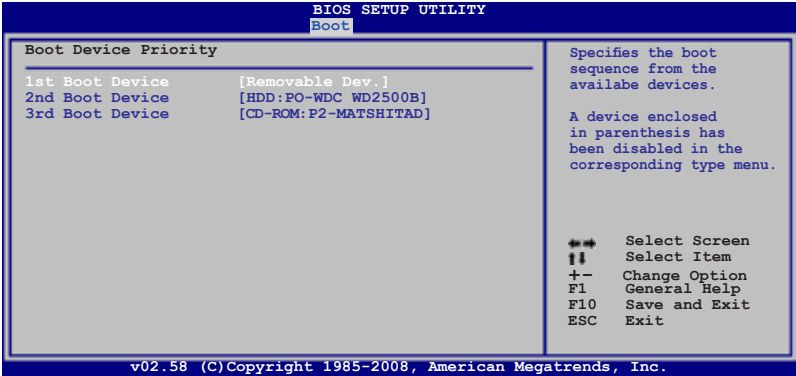 BIOS SETUP UTILITY
Boot
Boot Device Priority
1st Boot Device [Removable Dev.]
2nd Boot Device [HDD:PO-WDC WD2500B]
3rd Boot Device [CD-ROM:P2-MATSHITAD]
Specifies the boot
sequence from the
availabe devices.
A device enclosed
in parenthesis has
been disabled in the
corresponding type menu.
Select Screen
Select Item
+- Change Option
F1 General Help
F10 Save and Exit
ESC Exit
v02.58 (C)Copyright 1985-2008, American Megatrends, Inc.